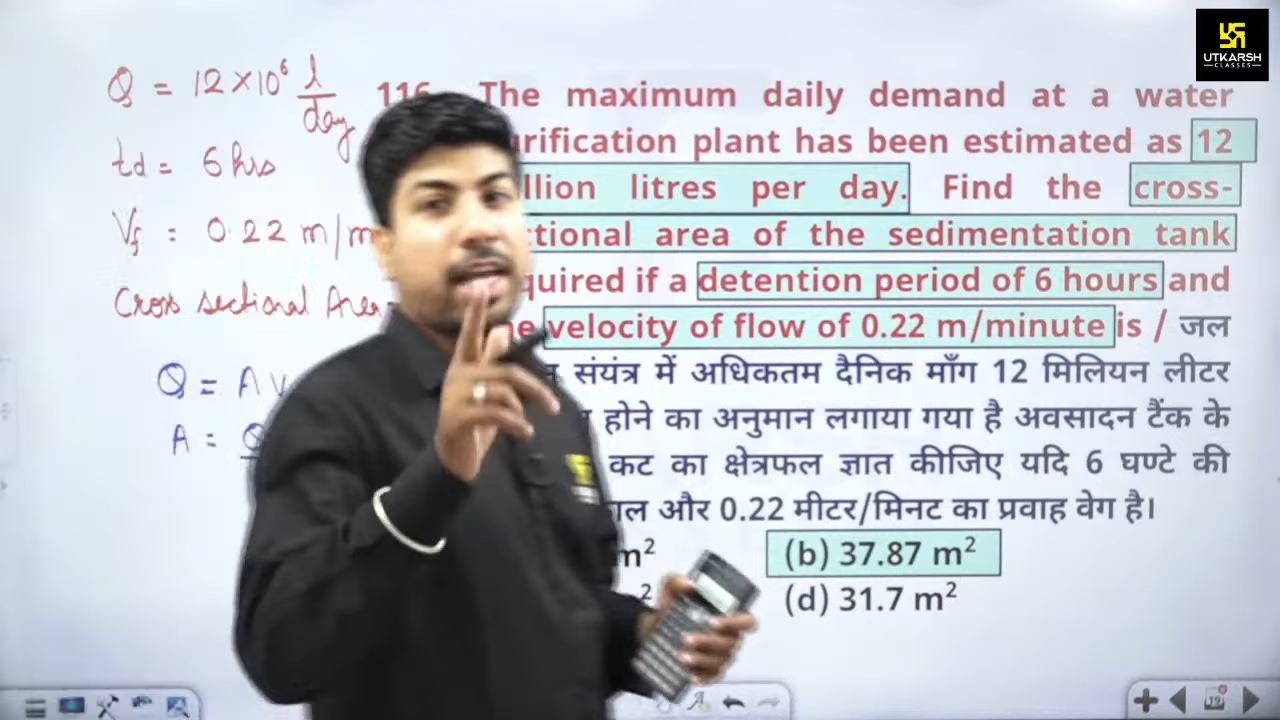 UTKARSH
CLASSES
Q = 12×10⁶ l/day
td = 6 hrs
Vf = 0.22 m/m
Cross sectional Area
Q = A V
A =
116. The maximum daily demand at a water
rification plant has been estimated as 12
llion litres per day. Find the cross-
ctional area of the sedimentation tank
quired if a detention period of 6 hours and
he velocity of flow of 0.22 m/minute is / जल
संयंत्र में अधिकतम दैनिक माँग 12 मिलियन लीटर
होने का अनुमान लगाया गया है अवसादन टैंक के
कट का क्षेत्रफल ज्ञात कीजिए यदि 6 घण्टे की
ाल और 0.22 मीटर/मिनट का प्रवाह वेग है।
m² (b) 37.87 m²
(d) 31.7 m²
19